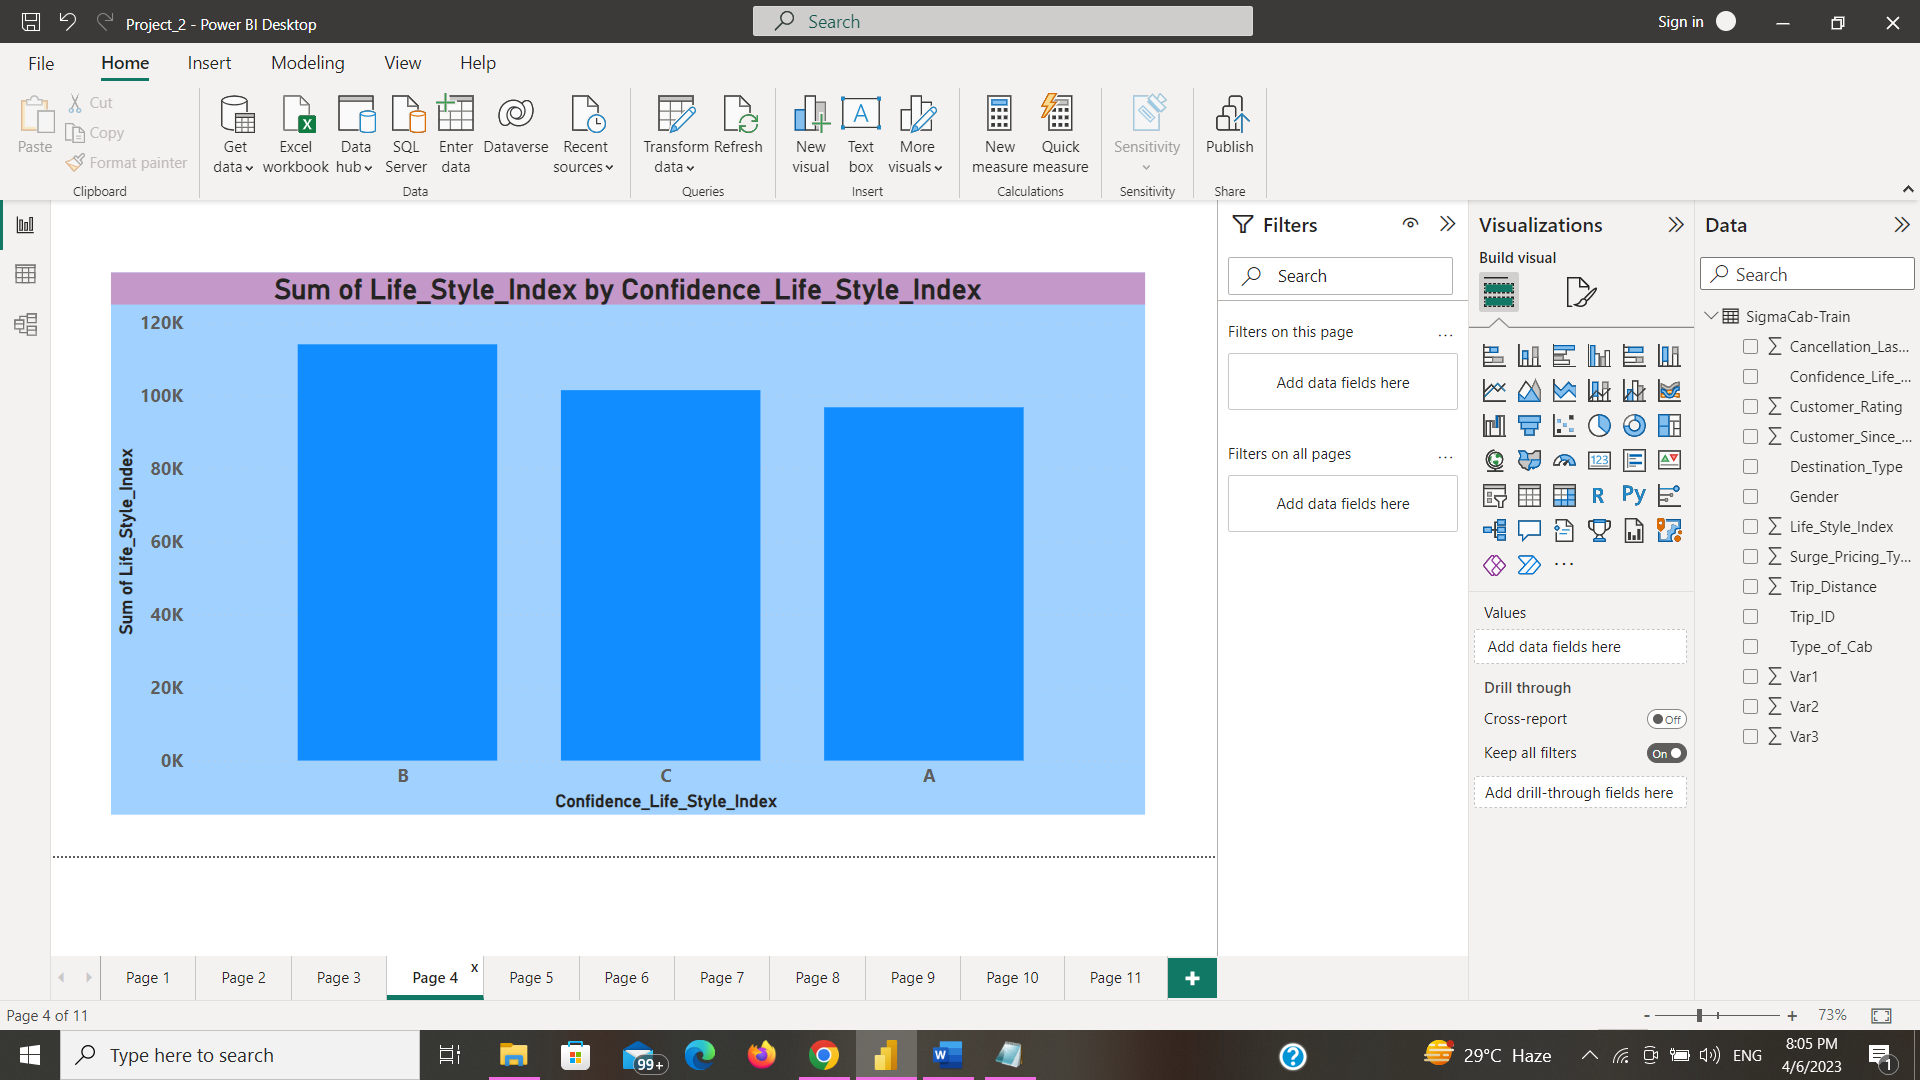 Project_2 - Power BI Desktop
Search
Sign in
File
Home
Insert
Modeling
View
Help
Paste
Cut
Copy
Format painter
Clipboard
Get data
Excel workbook
Data hub
SQL Server
Enter data
Dataverse
Recent sources
Data
Transform data
Refresh
Queries
New visual
Text box
More visuals
Insert
New measure
Quick measure
Calculations
Sensitivity
Sensitivity
Publish
Share
Sum of Life_Style_Index by Confidence_Life_Style_Index
120K
100K
80K
60K
40K
20K
0K
Sum of Life_Style_Index
B
C
A
Confidence_Life_Style_Index
Filters
Search
Filters on this page
...
Add data fields here
Filters on all pages
...
Add data fields here
Visualizations
Build visual
123
R
Py
...
Values
Add data fields here
Drill through
Cross-report
Off
Keep all filters
On
Add drill-through fields here
Data
Search
SigmaCab-Train
Cancellation_Las...
Confidence_Life_...
Customer_Rating
Customer_Since_...
Destination_Type
Gender
Life_Style_Index
Surge_Pricing_Ty...
Trip_Distance
Trip_ID
Type_of_Cab
Var1
Var2
Var3
Page 1
Page 2
Page 3
Page 4
x
Page 5
Page 6
Page 7
Page 8
Page 9
Page 10
Page 11
+
Page 4 of 11
- + 73%
Type here to search
99+
29°C Haze
ENG
8:05 PM
4/6/2023
1